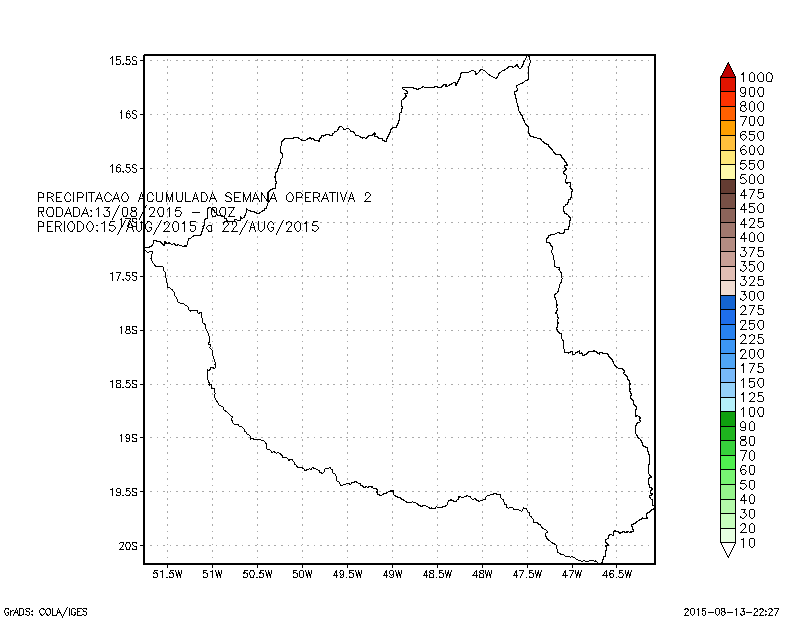 PRECIPITACAO ACUMULADA SEMANA OPERATIVA 2
RODADA:13/08/2015 - 00Z
PERIODO:15/AUG/2015 a 22/AUG/2015
15.5S
16S
16.5S
17S
17.5S
18S
18.5S
19S
19.5S
20S
51.5W 51W 50.5W 50W 49.5W 49W 48.5W 48W 47.5W 47W 46.5W
1000
900
800
700
650
600
550
500
475
450
425
400
375
350
325
300
275
250
225
200
175
150
125
100
90
80
70
60
50
40
30
20
10
GrADS: COLA/IGES
2015-08-13-22:27